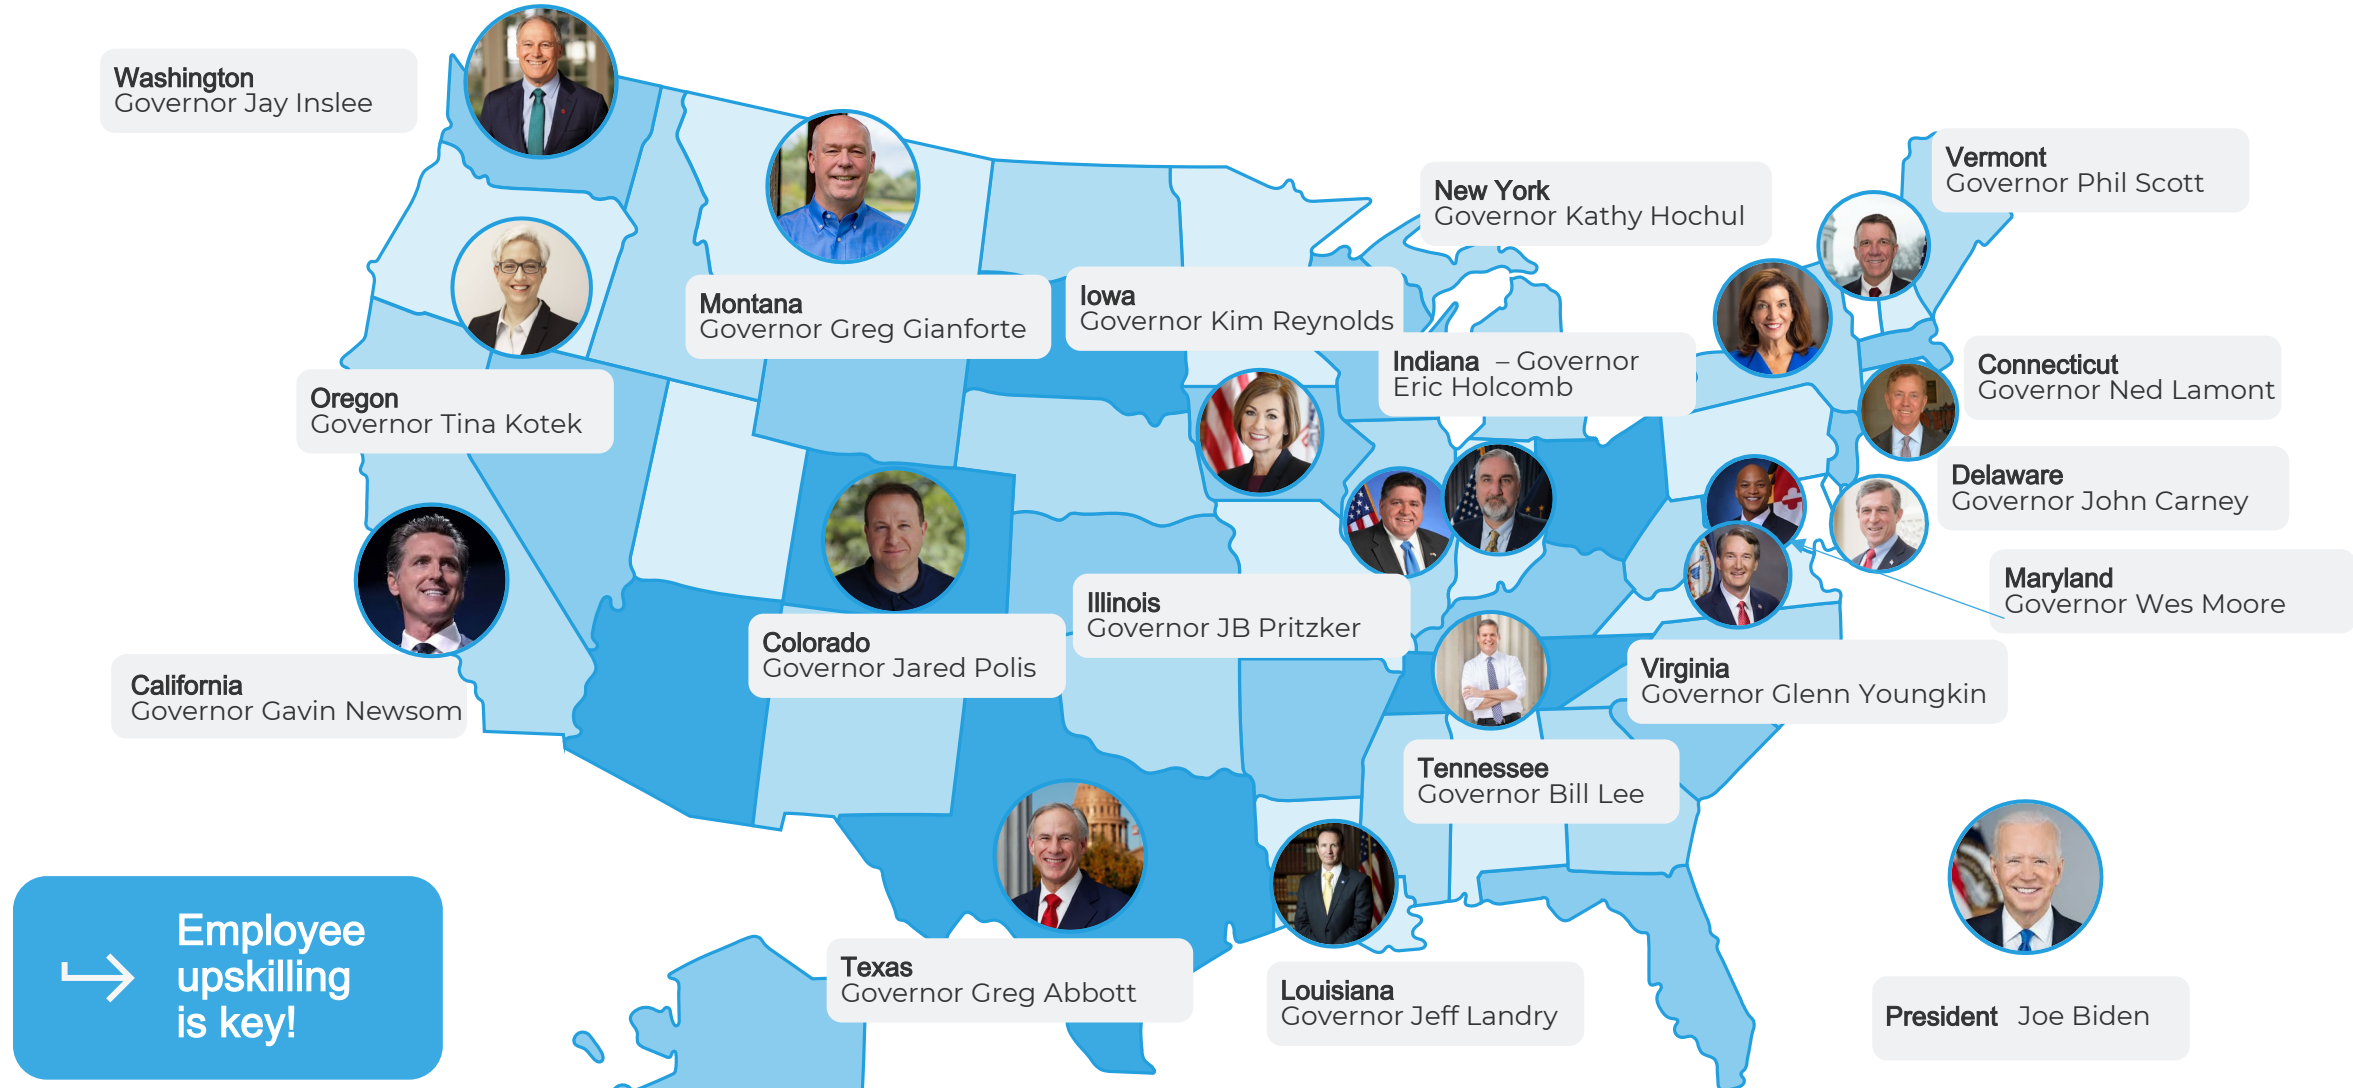 Washington
Governor Jay Inslee
Vermont
Governor Phil Scott
New York
Governor Kathy Hochul
Montana
Governor Greg Gianforte
Iowa
Governor Kim Reynolds
Indiana – Governor
Eric Holcomb
Connecticut
Governor Ned Lamont
Oregon
Governor Tina Kotek
Delaware
Governor John Carney
Maryland
Governor Wes Moore
Illinois
Governor JB Pritzker
Colorado
Governor Jared Polis
Virginia
Governor Glenn Youngkin
California
Governor Gavin Newsom
Tennessee
Governor Bill Lee
Employee
upskilling
is key!
Texas
Governor Greg Abbott
Louisiana
Governor Jeff Landry
President Joe Biden